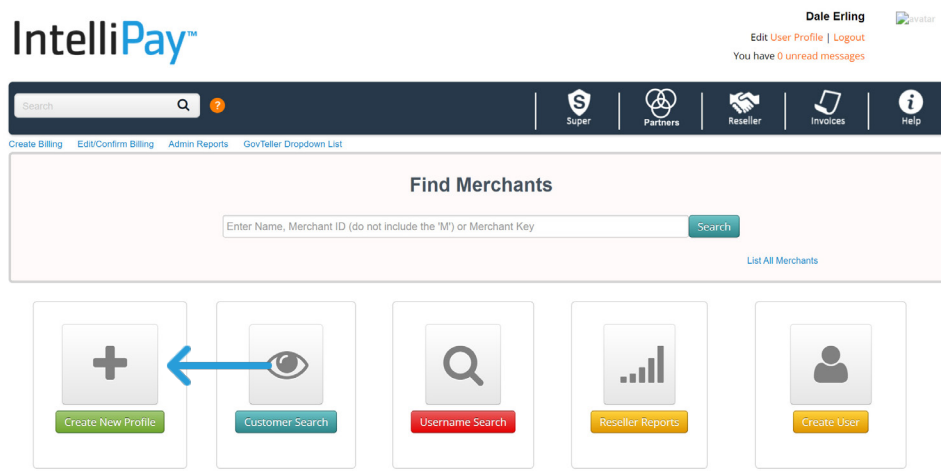 IntelliPay™
Dale Erling
avatar
Edit User Profile | Logout
You have 0 unread messages
Search
?
S
Super
Partners
Reseller
Invoices
i
Help
Create Billing Edit/Confirm Billing Admin Reports GovTeller Dropdown List
Find Merchants
Enter Name, Merchant ID (do not include the 'M') or Merchant Key
Search
List All Merchants
Create New Profile
Customer Search
Username Search
Reseller Reports
Create User